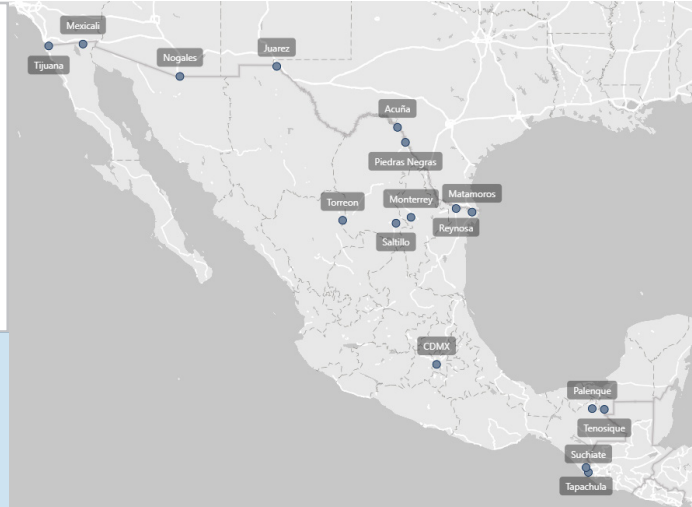 Mexicali
Tijuana
Nogales
Juarez
Acuña
Piedras Negras
Torreon
Monterrey
Matamoros
Saltillo
Reynosa
CDMX
Palenque
Tenosique
Suchiate
Tapachula